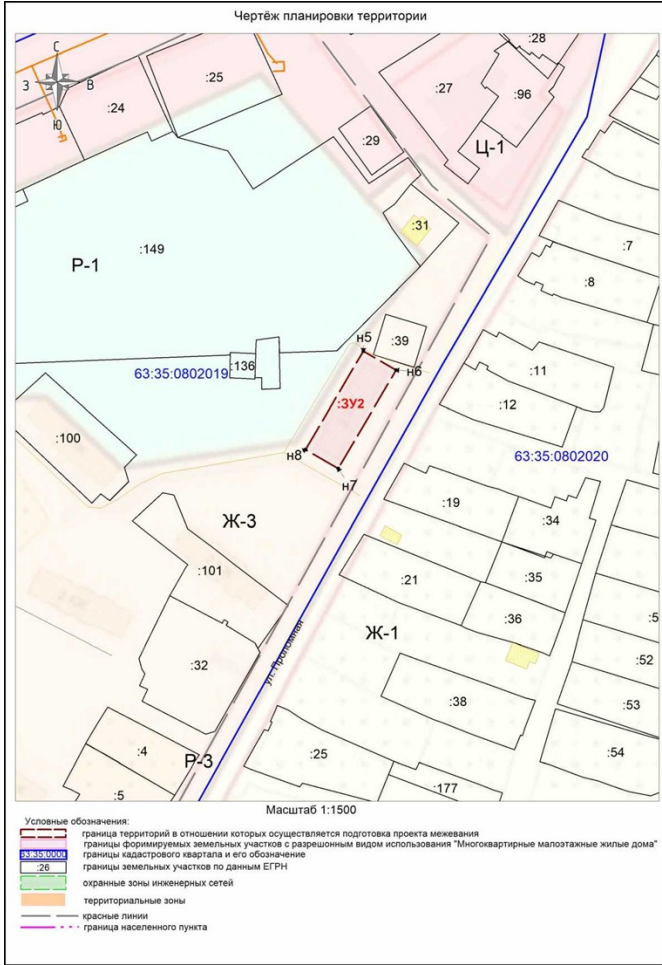 Чертёж планировки территории
С
З
В
Ю
:28
:25
:24
:27
:96
:29
Ц-1
:31
:7
:149
Р-1
:8
:39
н5
:136
н6
63:35:0802019
:11
:ЗУ2
:12
:100
н8
63:35:0802020
н7
:19
:34
Ж-3
:101
:35
:21
:36
:5
Ж-1
:52
ул. Проломная
:32
:38
:53
:4
Р-3
:25
:54
:5
:177
Масштаб 1:1500
Условные обозначения:
граница территорий в отношении которых осуществляется подготовка проекта межевания
границы форимируемых земельных участков с разрешонным видом использования "Многоквартирные малоэтажные жилые дома"
63:35:0000
границы кадастрового квартала и его обозначение
:26
границы земельных участков по данным ЕГРН
охранные зоны инженерных сетей
территориальные зоны
красные линии
граница населенного пункта